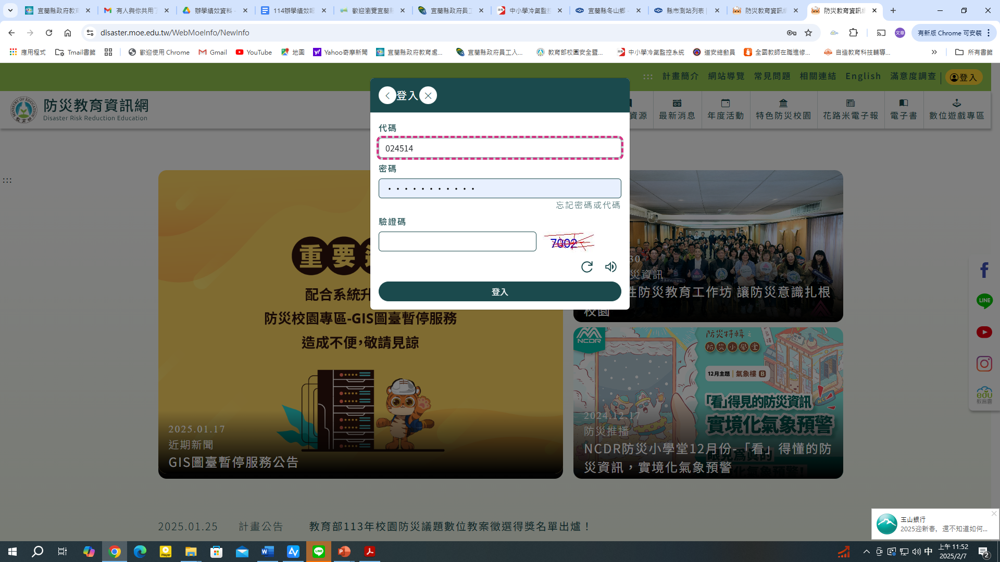 宜蘭縣政府教育
有人與你共用了
辦學績效資料 -
114辦學績效報
歡迎瀏覽宜蘭縣
宜蘭縣政府員工
中小學冷氣監控
宜蘭縣冬山鄉 -
縣市測站列表 |
防災教育資訊網
防災教育資訊網
disaster.moe.edu.tw/WebMoeInfo/NewInfo
文章
有新版 Chrome 可安裝
應用程式
Tmail書籤
歡迎使用 Chrome
Gmail
YouTube
地圖
Yahoo奇摩新聞
宜蘭縣政府教育處...
宜蘭縣政府員工入...
教育部校園安全暨...
中小學冷氣監控系統
道安總動員
全國教師在職進修...
自造教育科技輔導...
所有書籤
計畫簡介
網站導覽
常見問題
相關連結
English
滿意度調查
登入
防災教育資訊網
Disaster Risk Reduction Education
資源
最新消息
年度活動
特色防災校園
花路米電子報
電子書
數位遊戲專區
登入
代碼
024514
密碼
忘記密碼或代碼
驗證碼
7002
登入
重要
配合系統升
防災校園專區-GIS圖臺暫停服務
造成不便,敬請見諒
2025.01.17
近期新聞
GIS圖臺暫停服務公告
30
災資訊
性防災教育工作坊 讓防災意識扎根
校園
NCDR
防災特輯之
防災小學堂
12月主題 | 氣象樓 B
「看」得見的防災資訊
實境化氣象預警
2024.12.17
防災推播
NCDR防災小學堂12月份-「看」得懂的防
災資訊，實境化氣象預警
LINE
edu
教育雲
2025.01.25
計畫公告
教育部113年校園防災議題數位教案徵選得獎名單出爐！
玉山銀行
2025迎新春，還不知道如何...
中
上午 11:52
2025/2/7
2